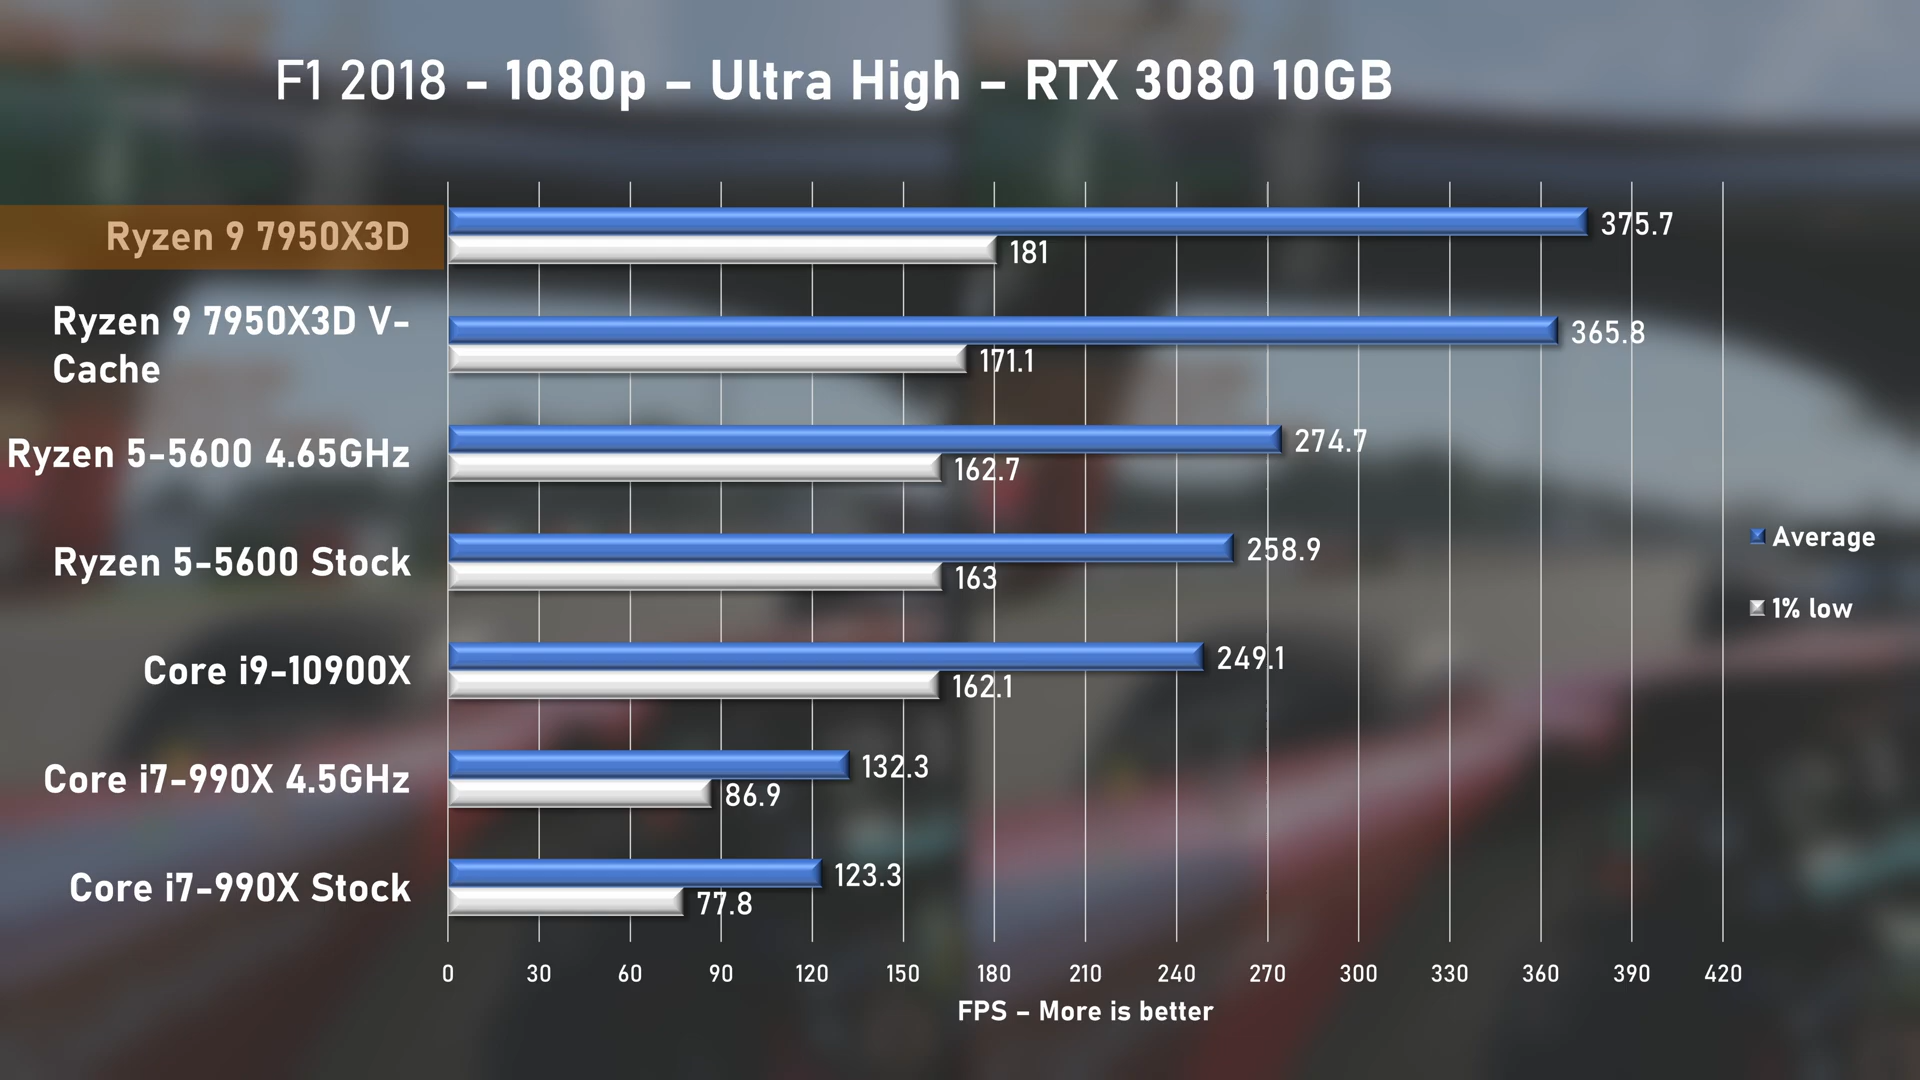 F1 2018 - 1080p – Ultra High – RTX 3080 10GB
Ryzen 9 7950X3D
375.7
181
Ryzen 9 7950X3D V-
Cache
365.8
171.1
Ryzen 5-5600 4.65GHz
274.7
162.7
Ryzen 5-5600 Stock
258.9
163
Core i9-10900X
249.1
162.1
Core i7-990X 4.5GHz
132.3
86.9
Core i7-990X Stock
123.3
77.8
Average
1% low
0 30 60 90 120 150 180 210 240 270 300 330 360 390 420
FPS – More is better